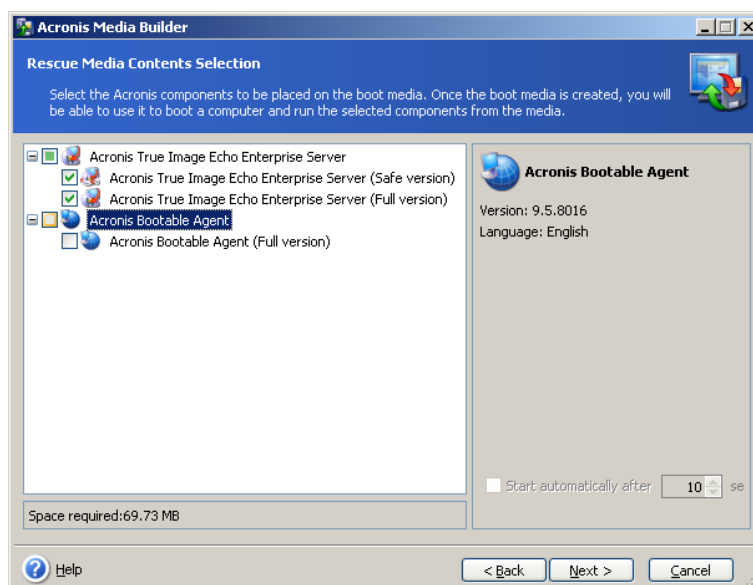 Acronis Media Builder
Rescue Media Contents Selection
Select the Acronis components to be placed on the boot media. Once the boot media is created, you will
be able to use it to boot a computer and run the selected components from the media.
Acronis True Image Echo Enterprise Server
Acronis True Image Echo Enterprise Server (Safe version)
Acronis True Image Echo Enterprise Server (Full version)
Acronis Bootable Agent
Acronis Bootable Agent (Full version)
Space required:69.73 MB
Acronis Bootable Agent
Version: 9.5.8016
Language: English
Start automatically after 10 se
Help
< Back
Next >
Cancel